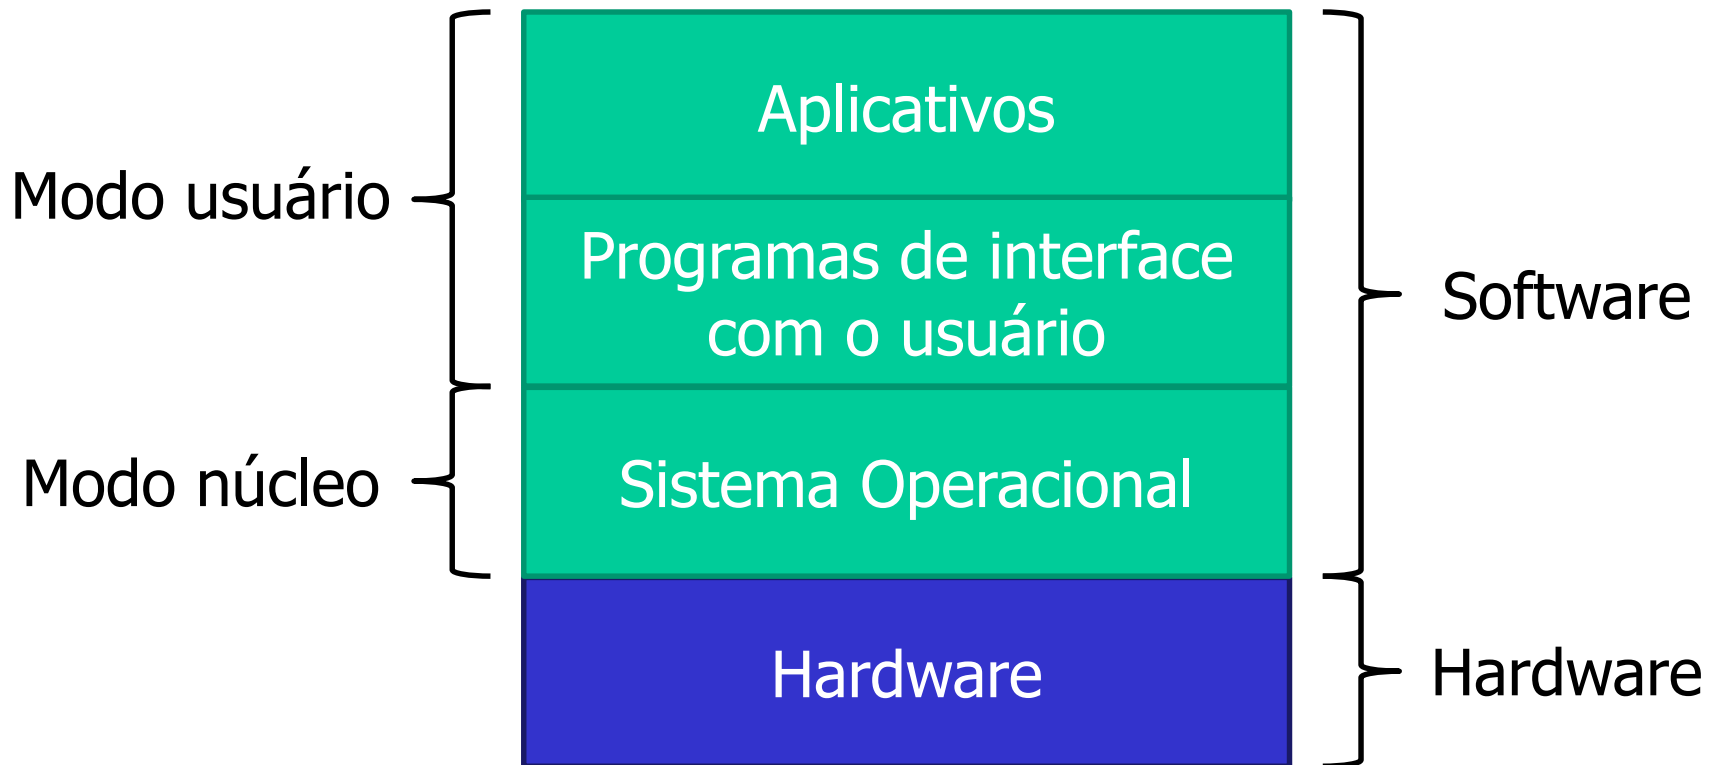 Aplicativos
Modo usuário
Programas de interface
com o usuário
Software
Modo núcleo
Sistema Operacional
Hardware
Hardware